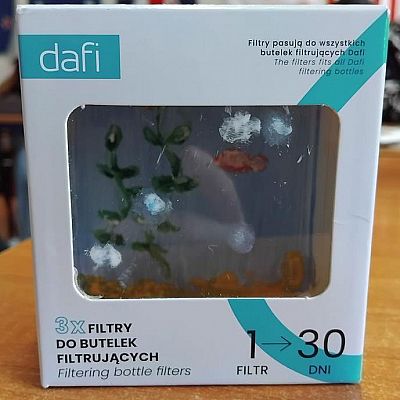 dafi
Filtry pasują do wszystkich
butelek filtrujących Dafi
The filters fits all Dafi
filtering bottles
3x FILTRY
DO BUTELEK
FILTRUJĄCYCH
Filtering bottle filters
1→30
FILTR DNI